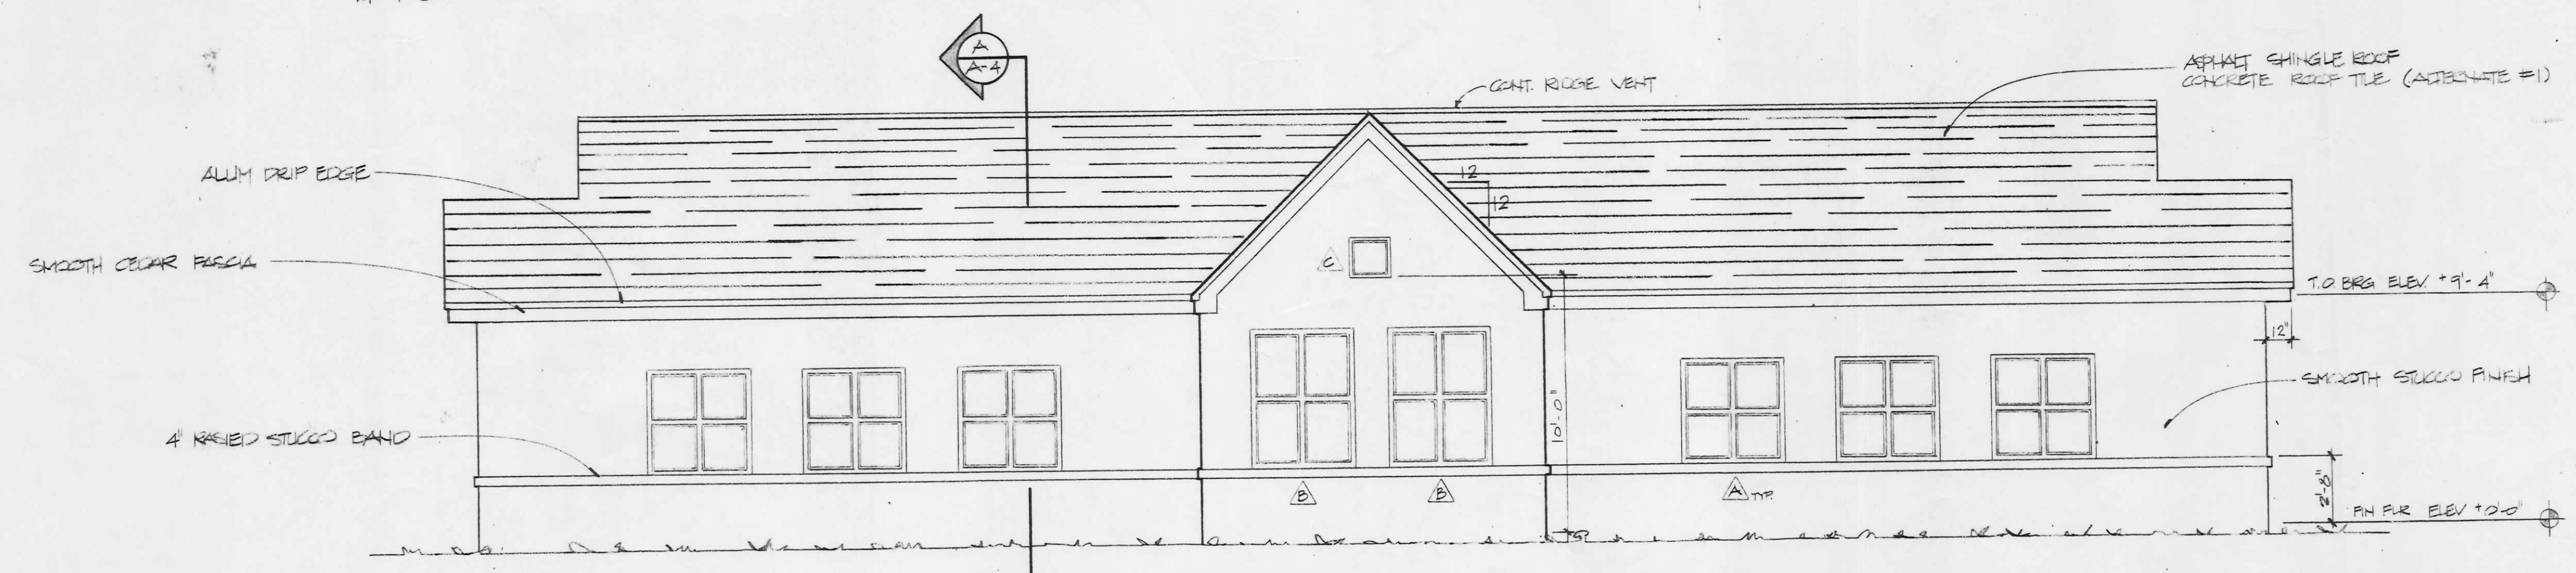 A
A-4
CONT. RIDGE VENT
ASPHALT SHINGLE ROOF
CONCRETE ROOF TILE (ALTERNATE #1)
ALUM DRIP EDGE
12
12
SMOOTH CEDAR FASCIA
C
T.O. BRG ELEV. +9'-4"
12"
SMOOTH STUCCO FINISH
10'-0"
4" RASIED STUCCO BAND
B
B
A TYP.
2'-8"
FIN FLR ELEV +0'-0"